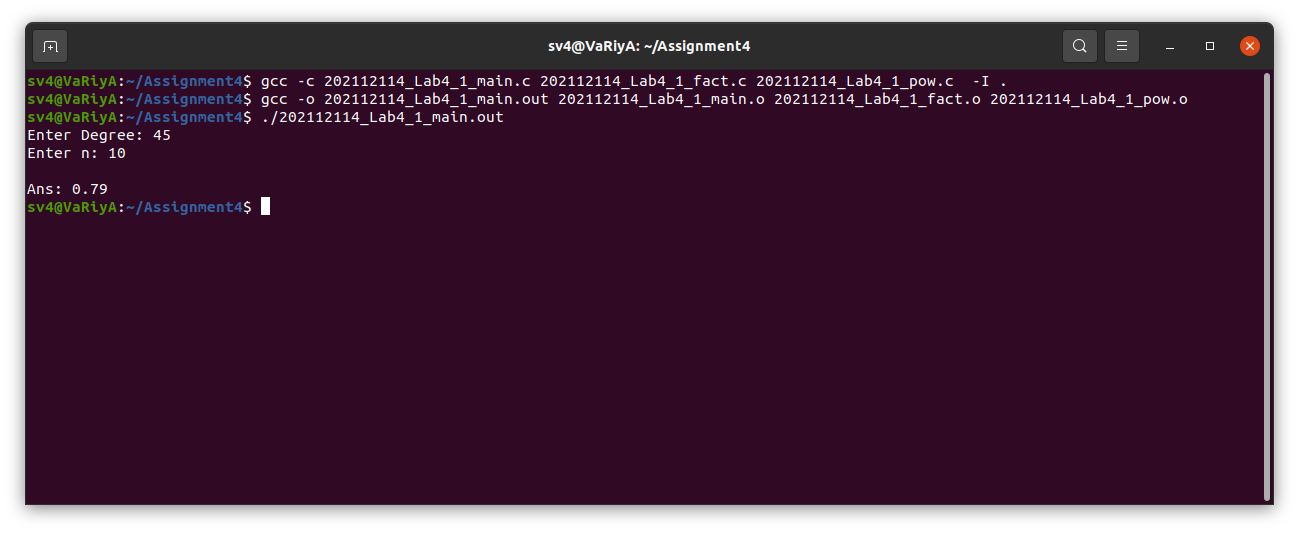 sv4@VaRiyA: ~/Assignment4
sv4@VaRiyA:~/Assignment4$ gcc -c 202112114_Lab4_1_main.c 202112114_Lab4_1_fact.c 202112114_Lab4_1_pow.c  -I .
sv4@VaRiyA:~/Assignment4$ gcc -o 202112114_Lab4_1_main.out 202112114_Lab4_1_main.o 202112114_Lab4_1_fact.o 202112114_Lab4_1_pow.o
sv4@VaRiyA:~/Assignment4$ ./202112114_Lab4_1_main.out
Enter Degree: 45
Enter n: 10
Ans: 0.79
sv4@VaRiyA:~/Assignment4$